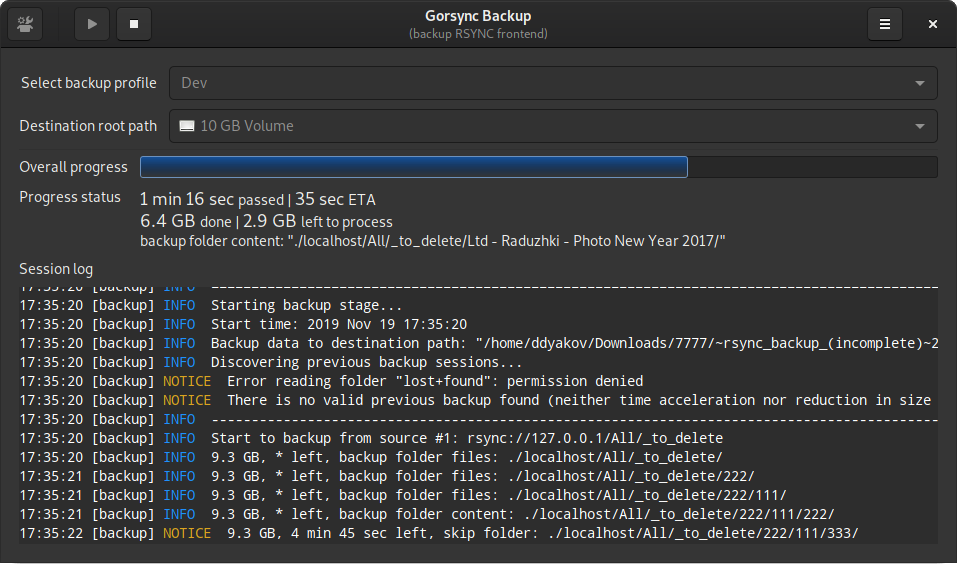 Gorsync Backup
(backup RSYNC frontend)
Select backup profile Dev
Destination root path 10 GB Volume
Overall progress
Progress status 1 min 16 sec passed | 35 sec ETA
6.4 GB done | 2.9 GB left to process
backup folder content: "./localhost/All/_to_delete/Ltd - Raduzhki - Photo New Year 2017/"
Session log
17:35:20 [backup] INFO ------------------------------------------------------------------------------------------
17:35:20 [backup] INFO Starting backup stage...
17:35:20 [backup] INFO Start time: 2019 Nov 19 17:35:20
17:35:20 [backup] INFO Backup data to destination path: "/home/ddyakov/Downloads/7777/~rsync_backup_(incomplete)~2
17:35:20 [backup] INFO Discovering previous backup sessions...
17:35:20 [backup] NOTICE Error reading folder "lost+found": permission denied
17:35:20 [backup] NOTICE There is no valid previous backup found (neither time acceleration nor reduction in size
17:35:20 [backup] INFO ------------------------------------------------------------------------------------------
17:35:20 [backup] INFO Start to backup from source #1: rsync://127.0.0.1/All/_to_delete
17:35:20 [backup] INFO 9.3 GB, * left, backup folder files: ./localhost/All/_to_delete/
17:35:21 [backup] INFO 9.3 GB, * left, backup folder files: ./localhost/All/_to_delete/222/
17:35:21 [backup] INFO 9.3 GB, * left, backup folder files: ./localhost/All/_to_delete/222/111/
17:35:21 [backup] INFO 9.3 GB, * left, backup folder content: ./localhost/All/_to_delete/222/111/222/
17:35:22 [backup] NOTICE 9.3 GB, 4 min 45 sec left, skip folder: ./localhost/All/_to_delete/222/111/333/